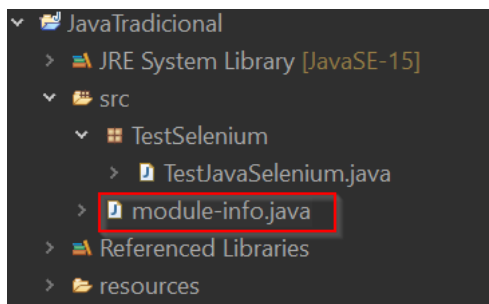 JavaTradicional
JRE System Library [JavaSE-15]
src
TestSelenium
TestJavaSelenium.java
module-info.java
Referenced Libraries
resources